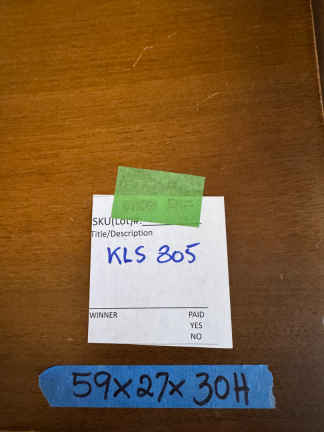 SKU(Lot)#:
Title/Description
KLS 805
WINNER PAID
YES
NO
59x27x30H